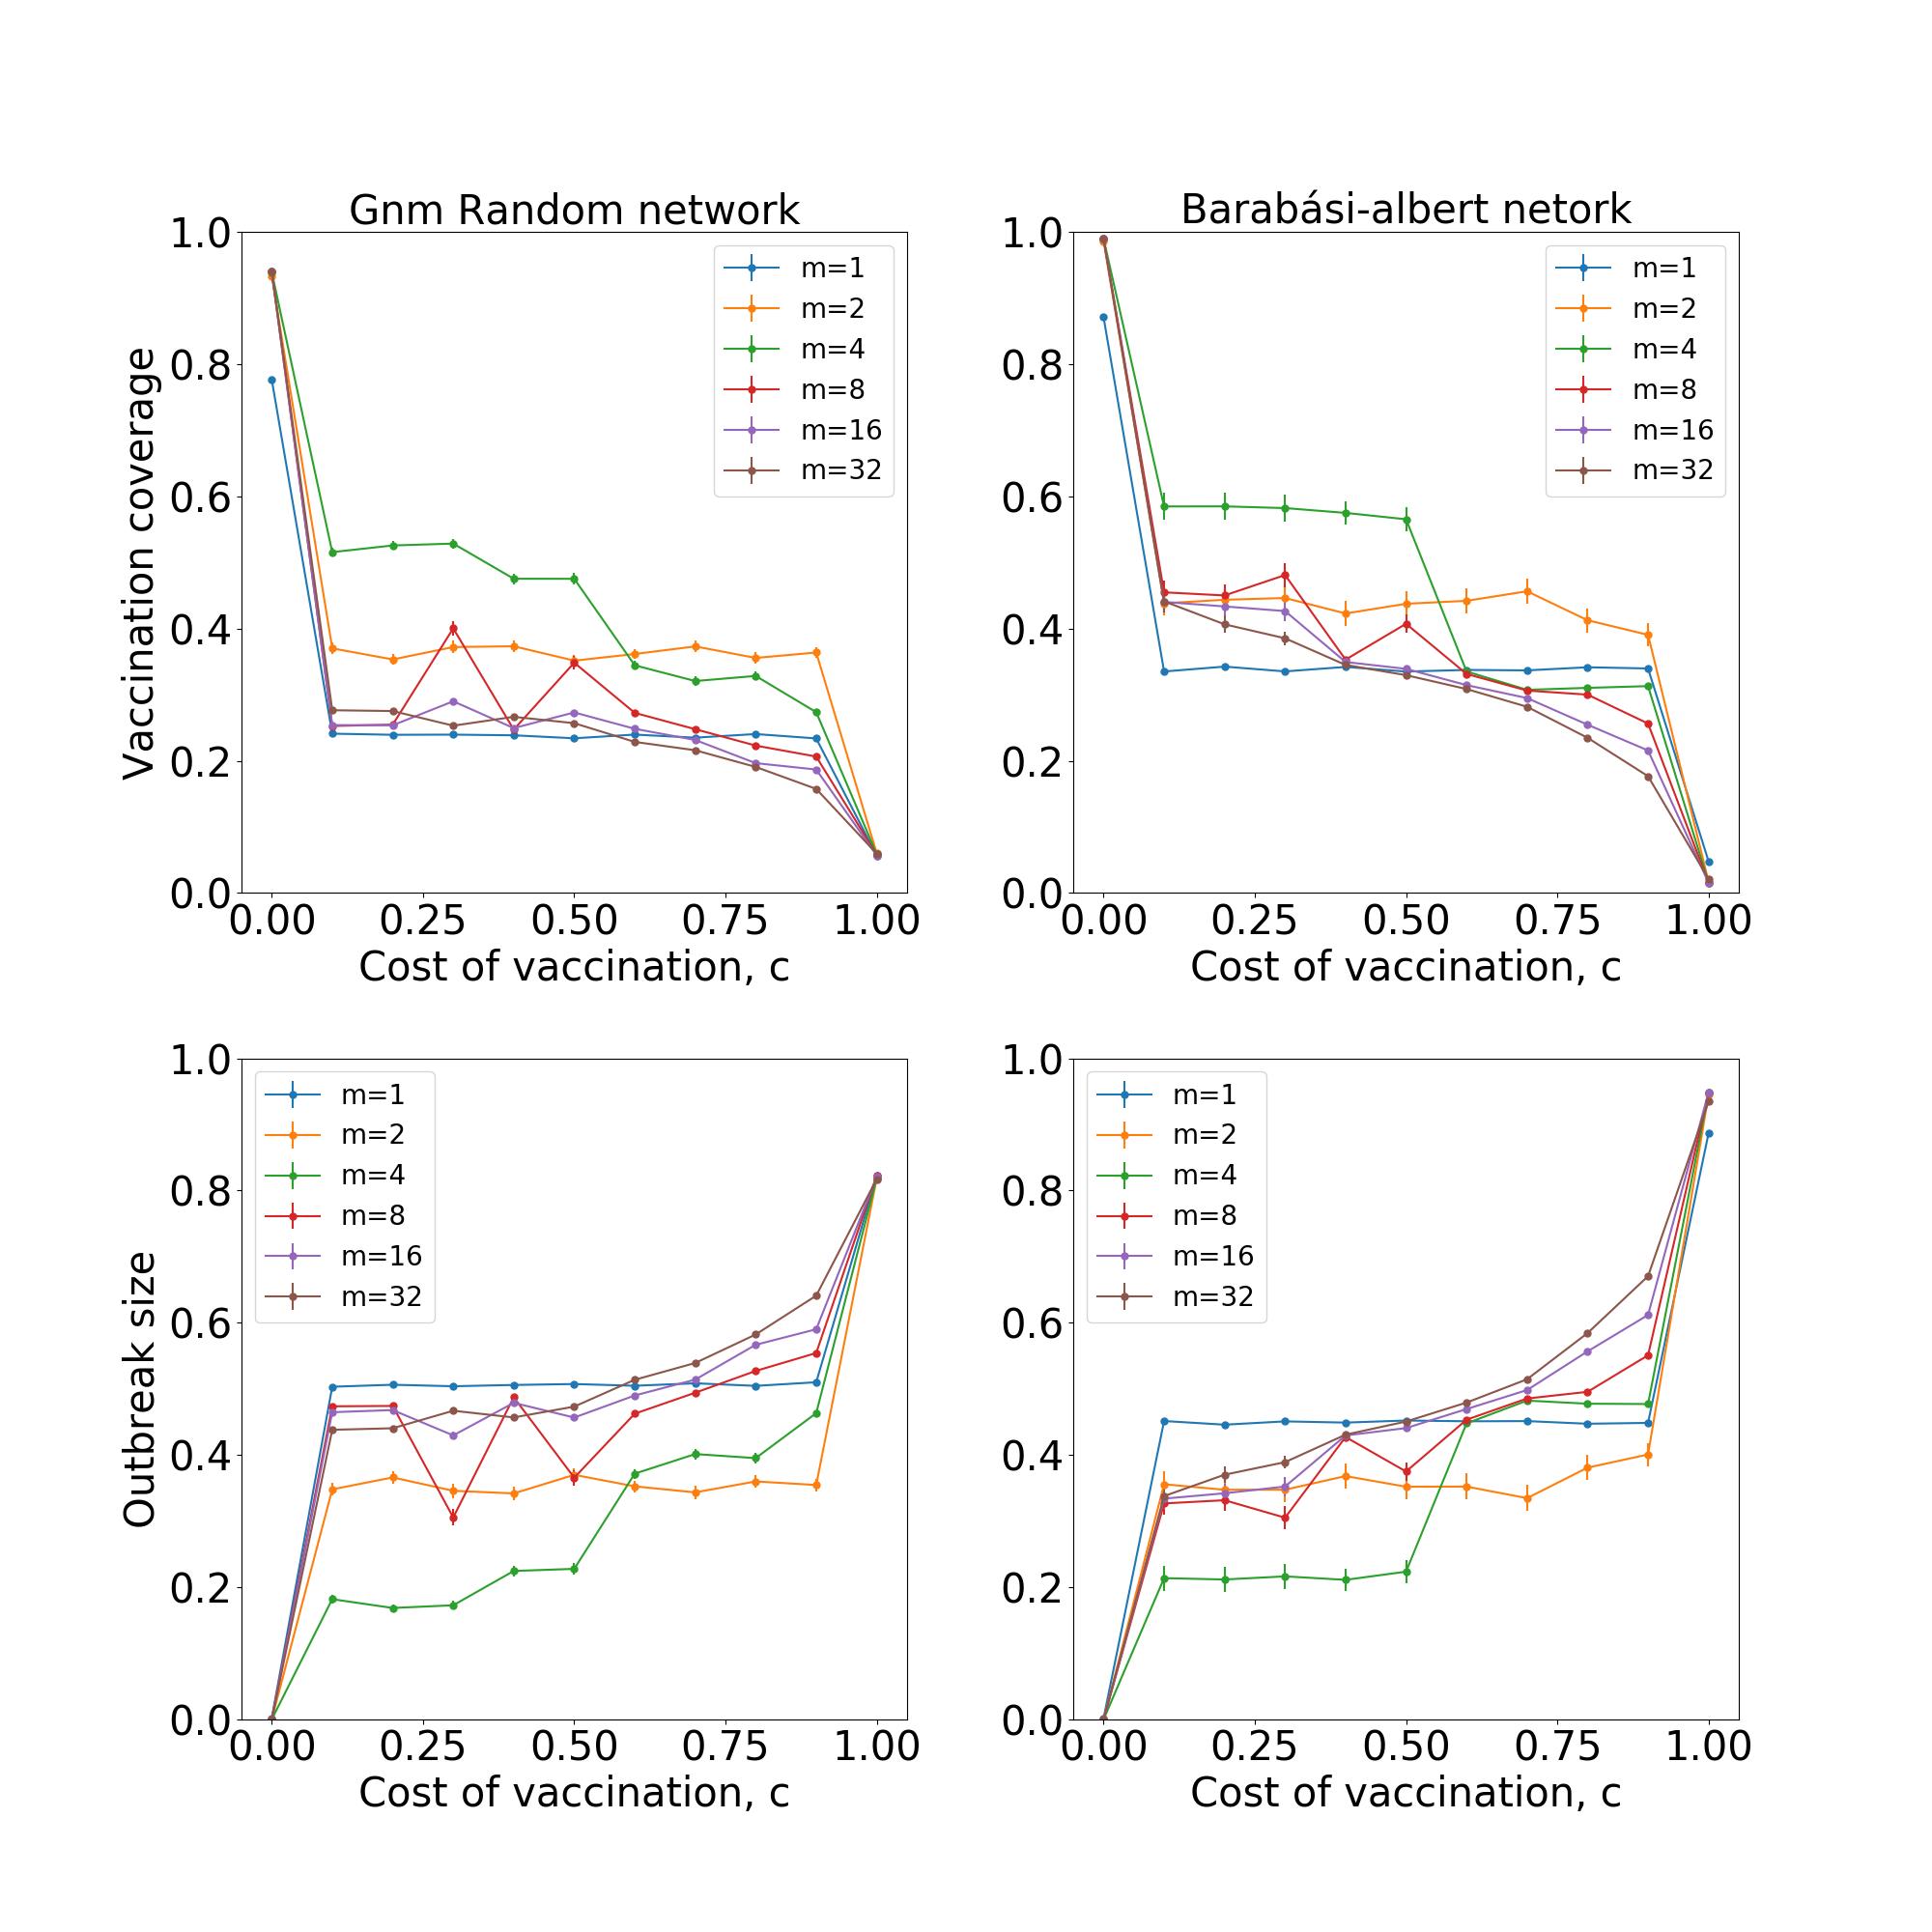 Gnm Random network
Vaccination coverage
1.0
0.8
0.6
0.4
0.2
0.0
m=1
m=2
m=4
m=8
m=16
m=32
0.00 0.25 0.50 0.75 1.00
Cost of vaccination, c
Barabási-albert netork
1.0
0.8
0.6
0.4
0.2
0.0
m=1
m=2
m=4
m=8
m=16
m=32
0.00 0.25 0.50 0.75 1.00
Cost of vaccination, c
Outbreak size
1.0
0.8
0.6
0.4
0.2
0.0
m=1
m=2
m=4
m=8
m=16
m=32
0.00 0.25 0.50 0.75 1.00
Cost of vaccination, c
1.0
0.8
0.6
0.4
0.2
0.0
m=1
m=2
m=4
m=8
m=16
m=32
0.00 0.25 0.50 0.75 1.00
Cost of vaccination, c